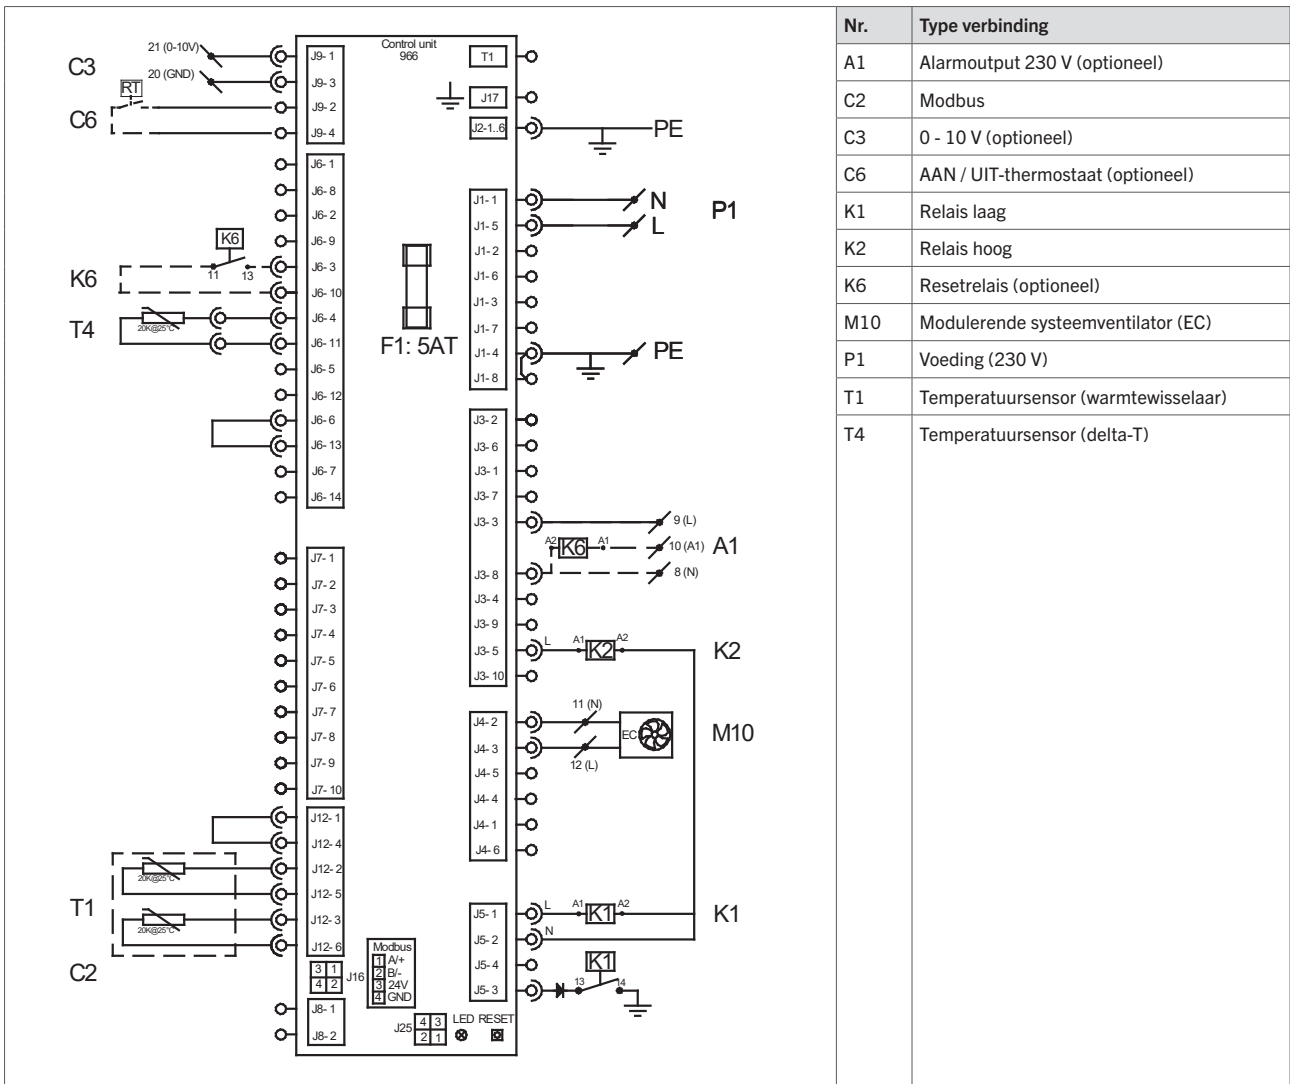 Control unit
966
C3
21 (0-10V)
20 (GND)
RT
C6
J9- 1
J9- 3
J9- 2
J9- 4
J6- 1
J6- 8
J6- 2
J6- 9
J6- 3
J6- 10
J6- 4
J6- 11
J6- 5
J6- 12
J6- 6
J6- 13
J6- 7
J6- 14
K6
K6
11
13
T4
20K@25°C
J7- 1
J7- 2
J7- 3
J7- 4
J7- 5
J7- 6
J7- 7
J7- 8
J7- 9
J7- 10
J12- 1
J12- 4
J12- 2
J12- 5
J12- 3
J12- 6
T1
20K@25°C
20K@25°C
C2
3 1
4 2
J16
Modbus
1 A/+
2 B/-
3 24V
4 GND
J8- 1
J8- 2
J25
4 3
2 1
LED RESET
F1: 5AT
T1
J17
J2-1..6
PE
J1- 1
J1- 5
J1- 2
J1- 6
J1- 3
J1- 7
J1- 4
J1- 8
N
L
P1
PE
J3- 2
J3- 6
J3- 1
J3- 7
J3- 3
J3- 8
J3- 4
J3- 9
J3- 5
J3- 10
9 (L)
A2
K6
A1
10 (A1)
8 (N)
A1
L
A1
K2
A2
K2
J4- 2
J4- 3
J4- 5
J4- 4
J4- 1
J4- 6
11 (N)
EC
12 (L)
M10
J5- 1
J5- 2
J5- 4
J5- 3
L
A1
K1
A2
K1
N
K1
13
14
Nr. Type verbinding
A1 Alarmoutput 230 V (optioneel)
C2 Modbus
C3 0 - 10 V (optioneel)
C6 AAN / UIT-thermostaat (optioneel)
K1 Relais laag
K2 Relais hoog
K6 Resetrelais (optioneel)
M10 Modulerende systeemventilator (EC)
P1 Voeding (230 V)
T1 Temperatuursensor (warmtewisselaar)
T4 Temperatuursensor (delta-T)